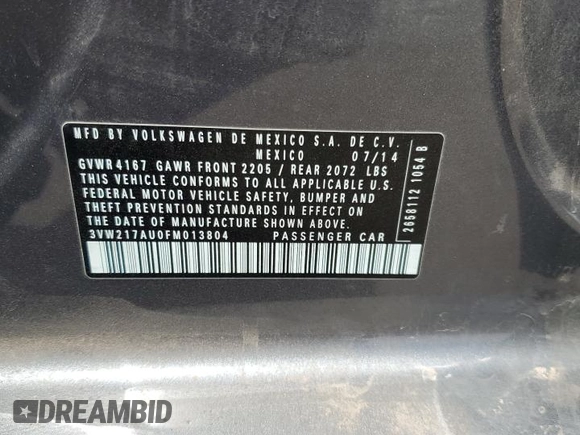 MFD BY VOLKSWAGEN DE MEXICO S.A. DE C.V.
MEXICO 07/14
GVWR 4167 GAWR FRONT 2205 / REAR 2072 LBS
THIS VEHICLE CONFORMS TO ALL APPLICABLE U.S.
FEDERAL MOTOR VEHICLE SAFETY, BUMPER AND
THEFT PREVENTION STANDARDS IN EFFECT ON
THE DATE OF MANUFACTURE SHOWN ABOVE.
3VW217AU0FM013804 PASSENGER CAR
2658112 1054 B
DREAMBID